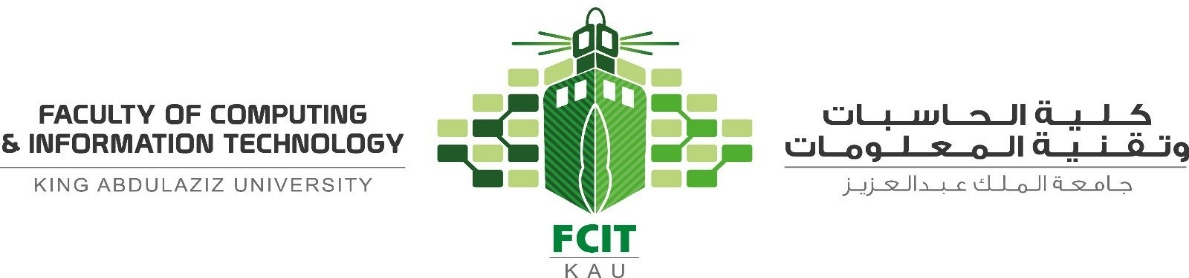 FACULTY OF COMPUTING
& INFORMATION TECHNOLOGY
KING ABDULAZIZ UNIVERSITY
FCIT
KAU
كلية الحاسبات
وتقنية المعلومات
جامعة الملك عبدالعزيز